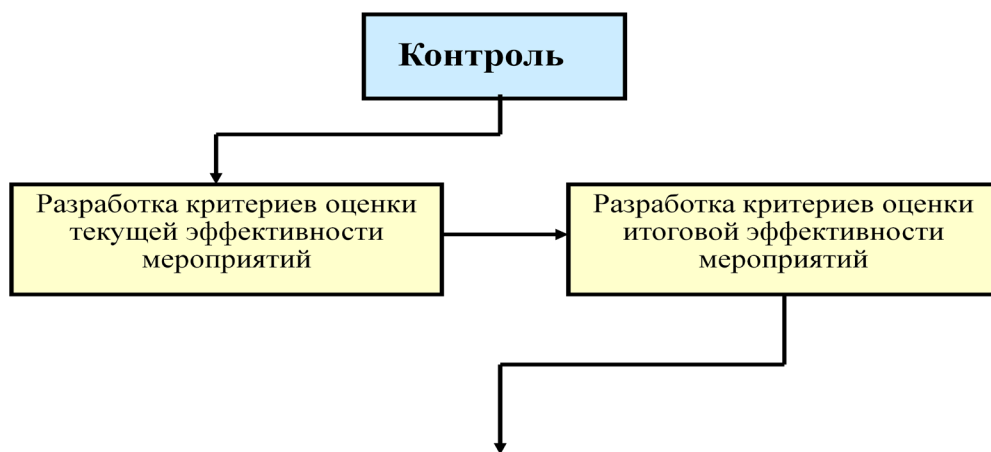 Контроль
Разработка критериев оценки
текущей эффективности
мероприятий
Разработка критериев оценки
итоговой эффективности
мероприятий